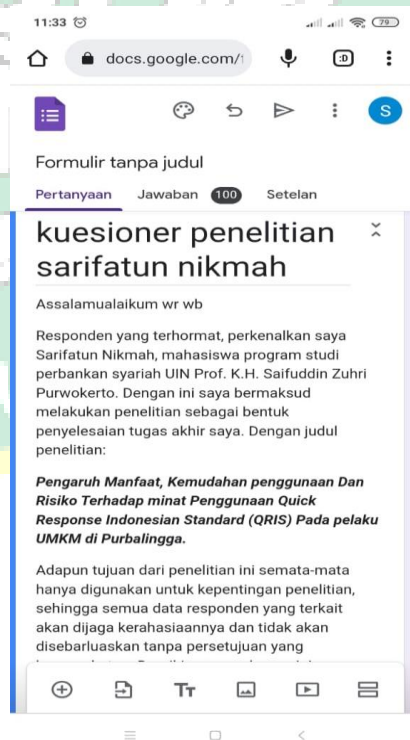 11:33
79
docs.google.com/
:D
S
Formulir tanpa judul
Pertanyaan Jawaban 100 Setelan
kuesioner penelitian
sarifatun nikmah
Assalamualaikum wr wb
Responden yang terhormat, perkenalkan saya
Sarifatun Nikmah, mahasiswa program studi
perbankan syariah UIN Prof. K.H. Saifuddin Zuhri
Purwokerto. Dengan ini saya bermaksud
melakukan penelitian sebagai bentuk
penyelesaian tugas akhir saya. Dengan judul
penelitian:
Pengaruh Manfaat, Kemudahan penggunaan Dan
Risiko Terhadap minat Penggunaan Quick
Response Indonesian Standard (QRIS) Pada pelaku
UMKM di Purbalingga.
Adapun tujuan dari penelitian ini semata-mata
hanya digunakan untuk kepentingan penelitian,
sehingga semua data responden yang terkait
akan dijaga kerahasiaannya dan tidak akan
disebarluaskan tanpa persetujuan yang
Tт